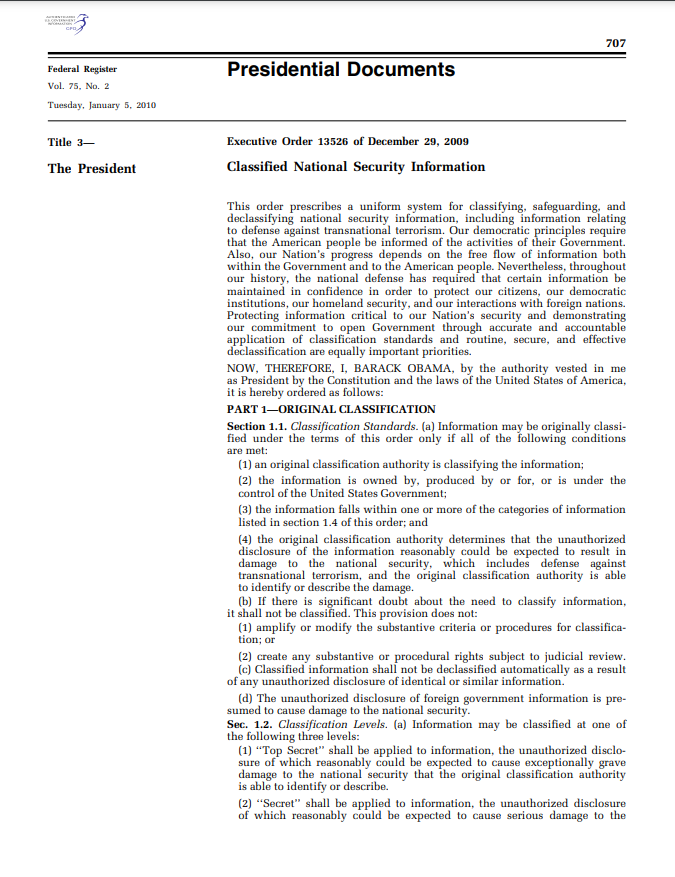 AUTHENTICATED
U.S. GOVERNMENT
INFORMATION
GPO
707
Federal Register
Vol. 75, No. 2
Tuesday, January 5, 2010
Presidential Documents
Title 3—
The President
Executive Order 13526 of December 29, 2009
Classified National Security Information
This order prescribes a uniform system for classifying, safeguarding, and
declassifying national security information, including information relating
to defense against transnational terrorism. Our democratic principles require
that the American people be informed of the activities of their Government.
Also, our Nation's progress depends on the free flow of information both
within the Government and to the American people. Nevertheless, throughout
our history, the national defense has required that certain information be
maintained in confidence in order to protect our citizens, our democratic
institutions, our homeland security, and our interactions with foreign nations.
Protecting information critical to our Nation's security and demonstrating
our commitment to open Government through accurate and accountable
application of classification standards and routine, secure, and effective
declassification are equally important priorities.
NOW, THEREFORE, I, BARACK OBAMA, by the authority vested in me
as President by the Constitution and the laws of the United States of America,
it is hereby ordered as follows:
PART 1—ORIGINAL CLASSIFICATION
Section 1.1. Classification Standards. (a) Information may be originally classi-
fied under the terms of this order only if all of the following conditions
are met:
(1) an original classification authority is classifying the information;
(2) the information is owned by, produced by or for, or is under the
control of the United States Government;
(3) the information falls within one or more of the categories of information
listed in section 1.4 of this order; and
(4) the original classification authority determines that the unauthorized
disclosure of the information reasonably could be expected to result in
damage to the national security, which includes defense against
transnational terrorism, and the original classification authority is able
to identify or describe the damage.
(b) If there is significant doubt about the need to classify information,
it shall not be classified. This provision does not:
(1) amplify or modify the substantive criteria or procedures for classifica-
tion; or
(2) create any substantive or procedural rights subject to judicial review.
(c) Classified information shall not be declassified automatically as a result
of any unauthorized disclosure of identical or similar information.
(d) The unauthorized disclosure of foreign government information is pre-
sumed to cause damage to the national security.
Sec. 1.2. Classification Levels. (a) Information may be classified at one of
the following three levels:
(1) ''Top Secret'' shall be applied to information, the unauthorized disclo-
sure of which reasonably could be expected to cause exceptionally grave
damage to the national security that the original classification authority
is able to identify or describe.
(2) ''Secret'' shall be applied to information, the unauthorized disclosure
of which reasonably could be expected to cause serious damage to the